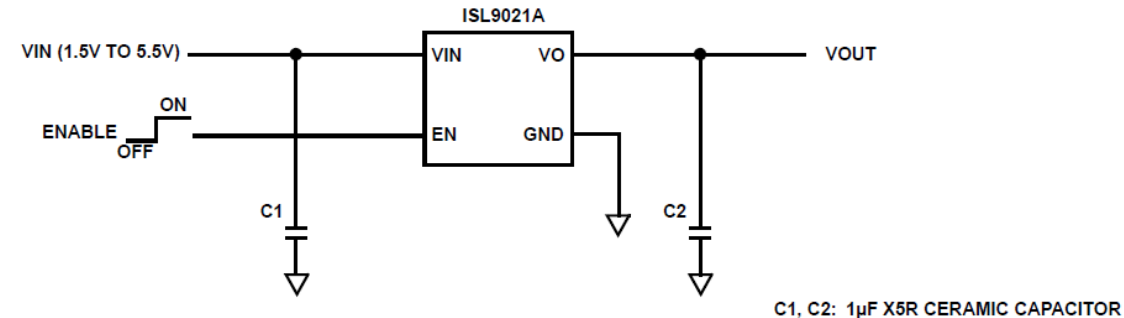 ISL9021A
VIN (1.5V TO 5.5V)
VIN
VO
VOUT
ON
ENABLE
OFF
EN
GND
C1
C2
C1, C2: 1µF X5R CERAMIC CAPACITOR